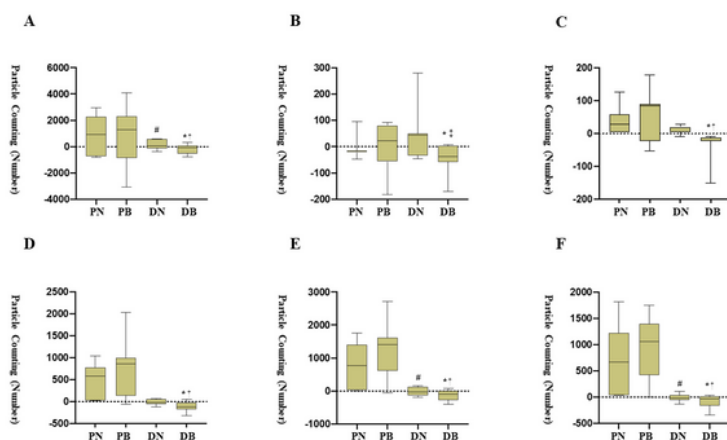 A
Particle Counting (Number)
6000
4000
2000
0
-2000
-4000
#
*†
PN PB DN DB
B
Particle Counting (Number)
300
200
100
0
-100
-200
*‡
PN PB DN DB
C
Particle Counting (Number)
200
100
0
-100
-200
*†
PN PB DN DB
D
Particle Counting (Number)
2500
2000
1500
1000
500
0
-500
*†
PN PB DN DB
E
Particle Counting (Number)
3000
2000
1000
0
-1000
#
*†
PN PB DN DB
F
Particle Counting (Number)
2000
1500
1000
500
0
-500
#
*†
PN PB DN DB